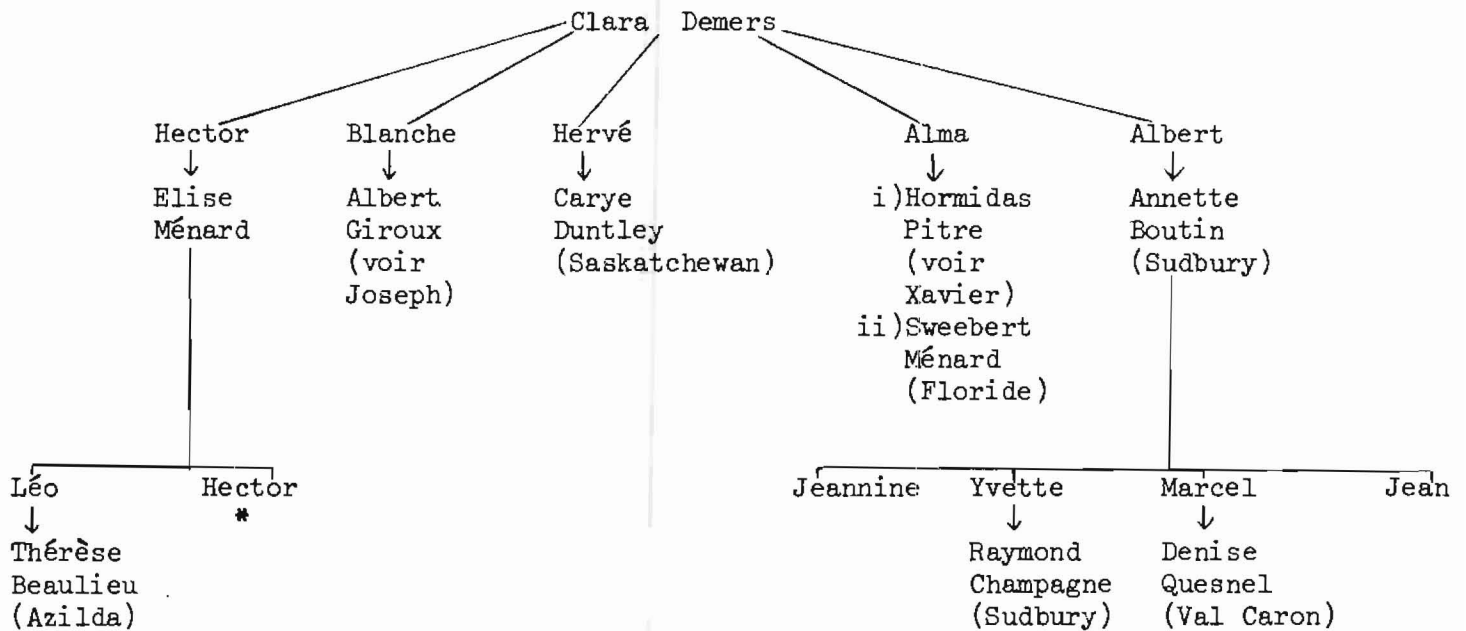 Clara Demers
Hector Blanche Hervé Alma Albert
Elise Albert Carye i)Hormidas Annette
Ménard Giroux Duntley Pitre Boutin
(voir (Saskatchewan) (voir (Sudbury)
Joseph) Xavier)
ii)Sweebert
Ménard
(Floride)
Léo Hector Jeannine Yvette Marcel Jean
*
Thérèse Raymond Denise
Beaulieu Champagne Quesnel
(Azilda) (Sudbury) (Val Caron)